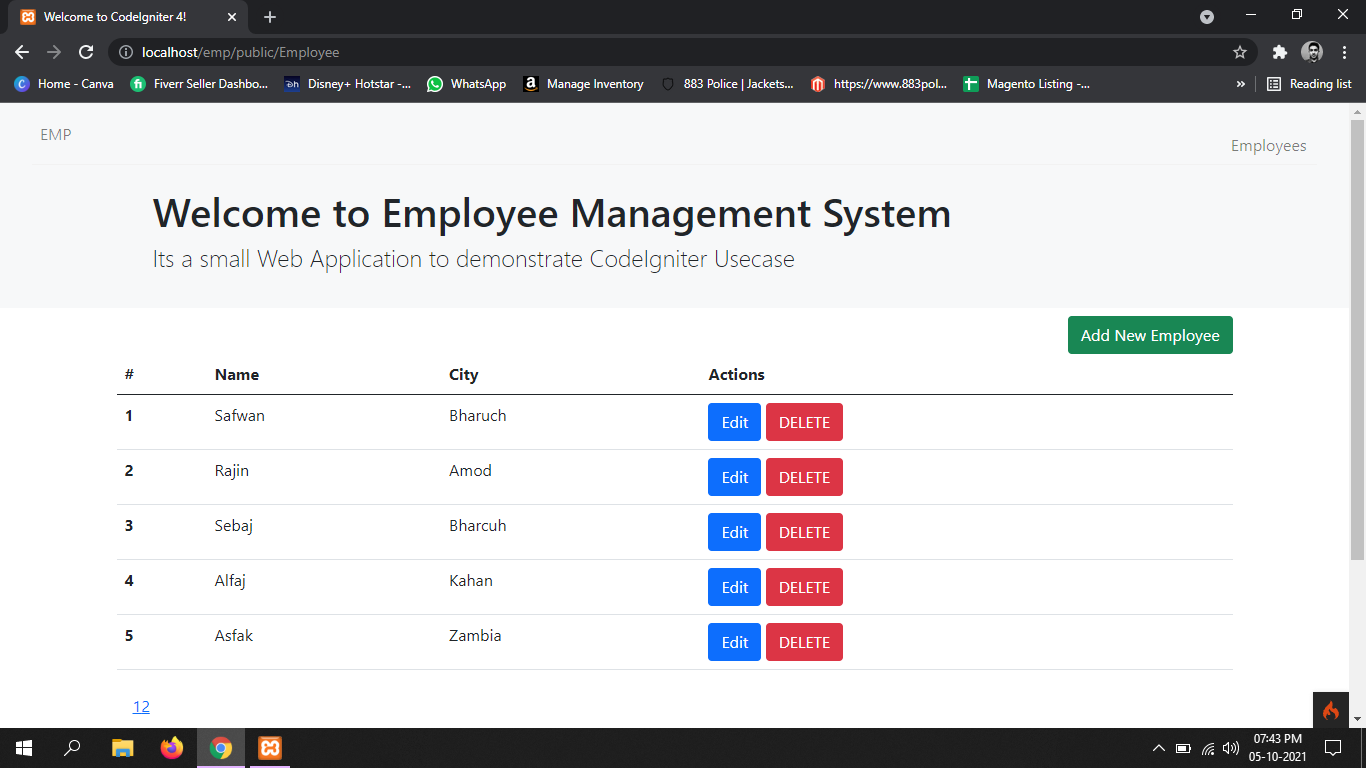 Welcome to CodeIgniter 4!
localhost/emp/public/Employee
Home - Canva Fiverr Seller Dashbo... Disney+ Hotstar -... WhatsApp Manage Inventory 883 Police | Jackets... https://www.883pol... Magento Listing -... » Reading list
EMP
Employees
Welcome to Employee Management System
Its a small Web Application to demonstrate CodeIgniter Usecase
Add New Employee
# Name City Actions
1 Safwan Bharuch Edit DELETE
2 Rajin Amod Edit DELETE
3 Sebaj Bharcuh Edit DELETE
4 Alfaj Kahan Edit DELETE
5 Asfak Zambia Edit DELETE
12
07:43 PM
05-10-2021